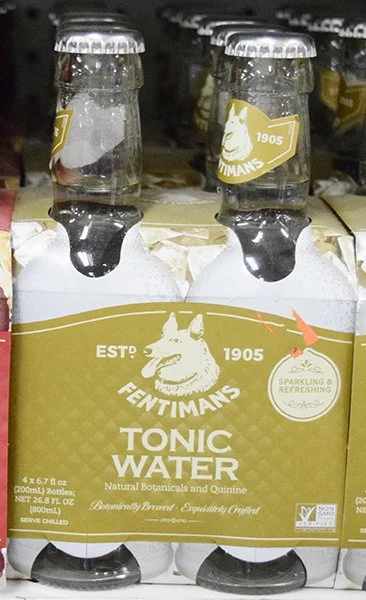 1905
FENTIMANS
ESTD 1905
FENTIMANS
SPARKLING &
REFRESHING
TONIC
WATER
Natural Botanicals and Quinine
4 x 6.7 fl oz
(200mL) Bottles;
NET 26.8 FL OZ
(800mL)
Botanically Brewed - Exquisitely Crafted
SERVE CHILLED
NON
GMO
VERIFIED